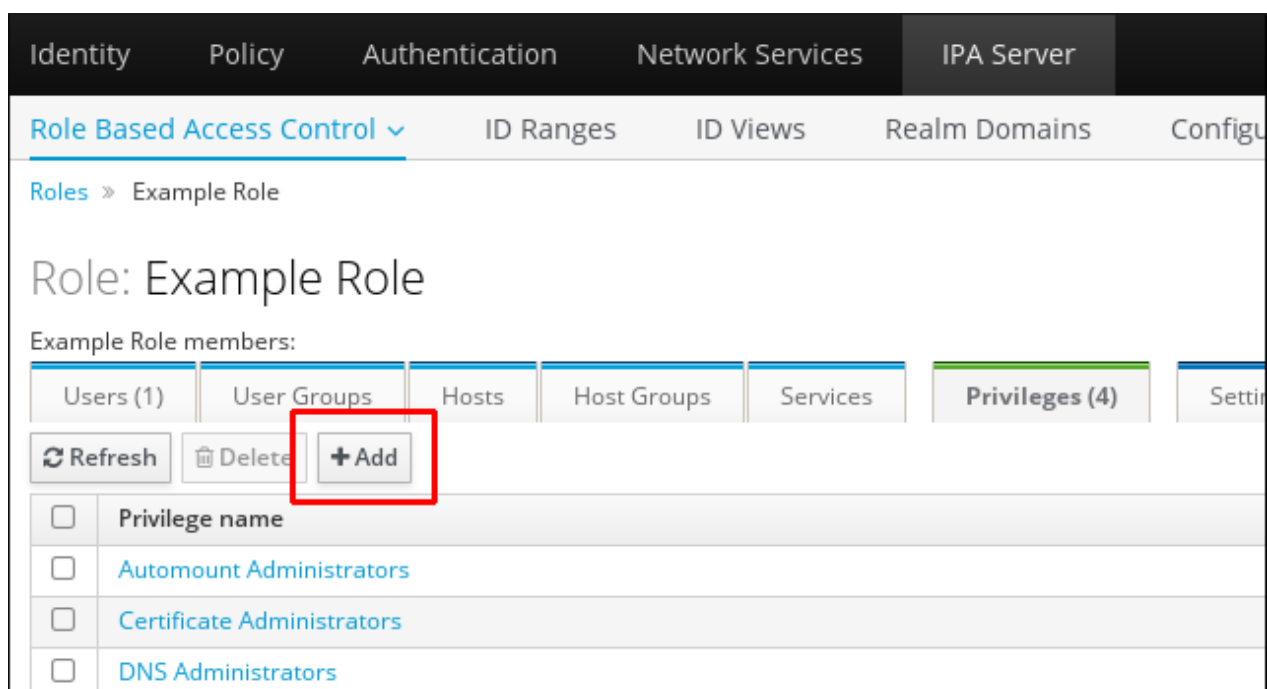 Identity Policy Authentication Network Services IPA Server
Role Based Access Control ID Ranges ID Views Realm Domains Configu
Roles » Example Role
Role: Example Role
Example Role members:
Users (1) User Groups Hosts Host Groups Services Privileges (4) Settin
Refresh Delete +Add
Privilege name
Automount Administrators
Certificate Administrators
DNS Administrators